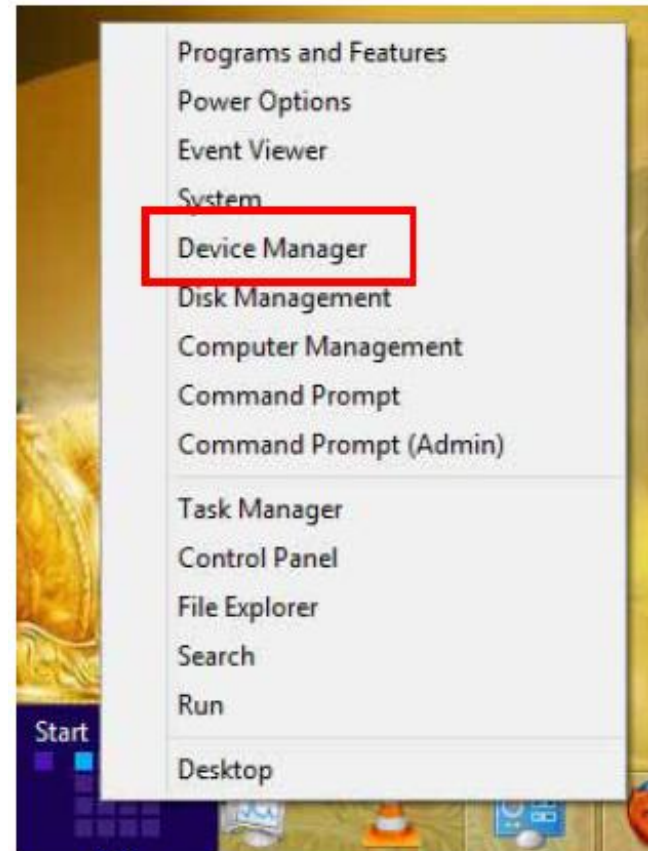 Programs and Features
Power Options
Event Viewer
System
Device Manager
Disk Management
Computer Management
Command Prompt
Command Prompt (Admin)
Task Manager
Control Panel
File Explorer
Search
Run
Start
Desktop